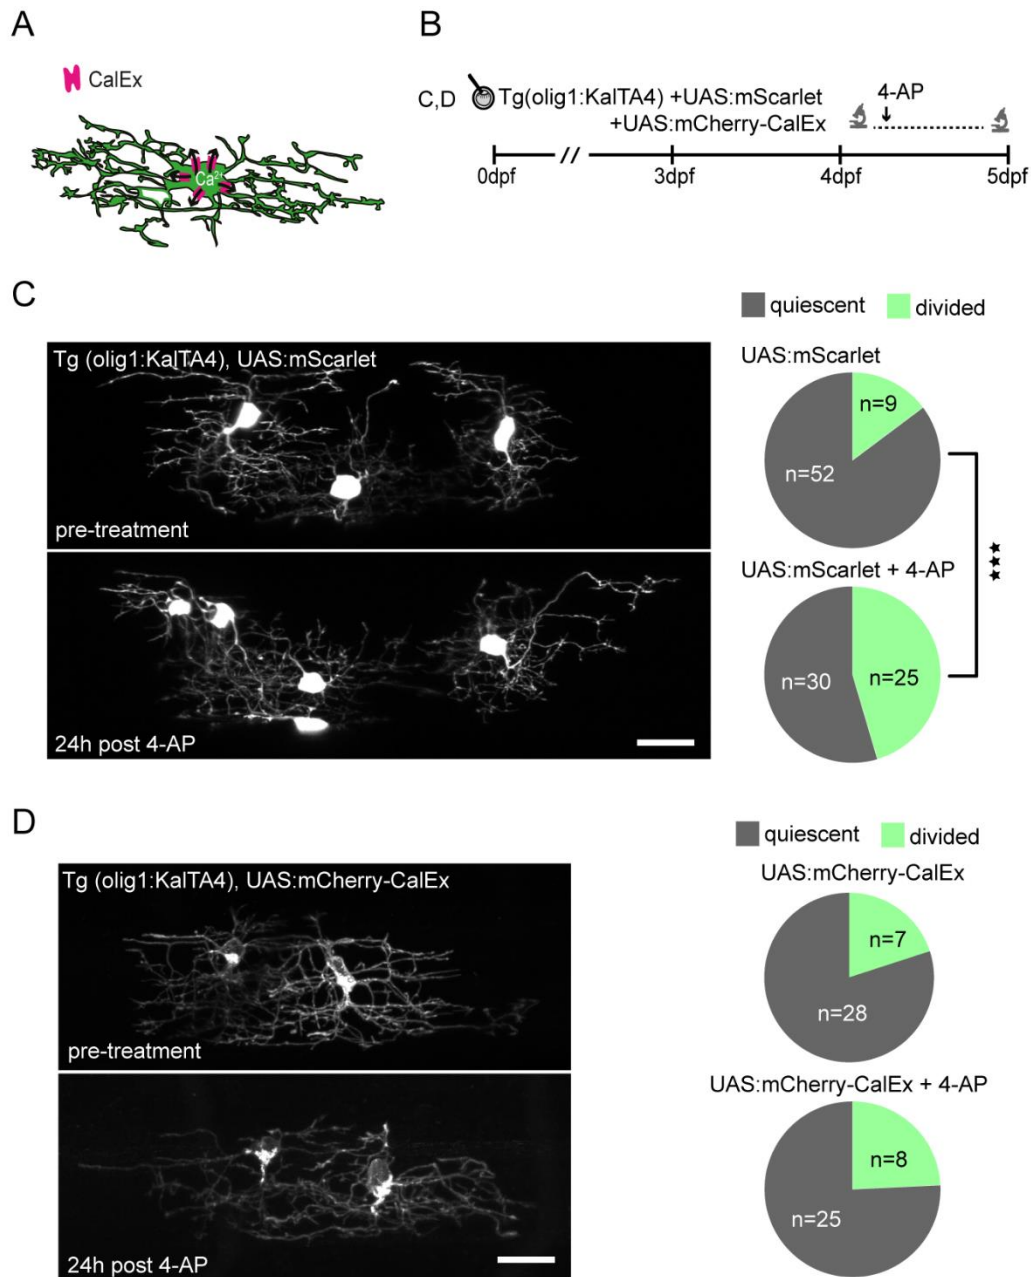 A
CalEx
Ca²⁺
B
C,D
Tg(olig1:KalTA4) +UAS:mScarlet
+UAS:mCherry-CalEx
4-AP
//
0dpf
3dpf
4dpf
5dpf
C
quiescent
divided
Tg (olig1:KalTA4), UAS:mScarlet
pre-treatment
24h post 4-AP
UAS:mScarlet
n=9
n=52
UAS:mScarlet + 4-AP
n=30
n=25
★★★
D
quiescent
divided
Tg (olig1:KalTA4), UAS:mCherry-CalEx
pre-treatment
24h post 4-AP
UAS:mCherry-CalEx
n=7
n=28
UAS:mCherry-CalEx + 4-AP
n=8
n=25